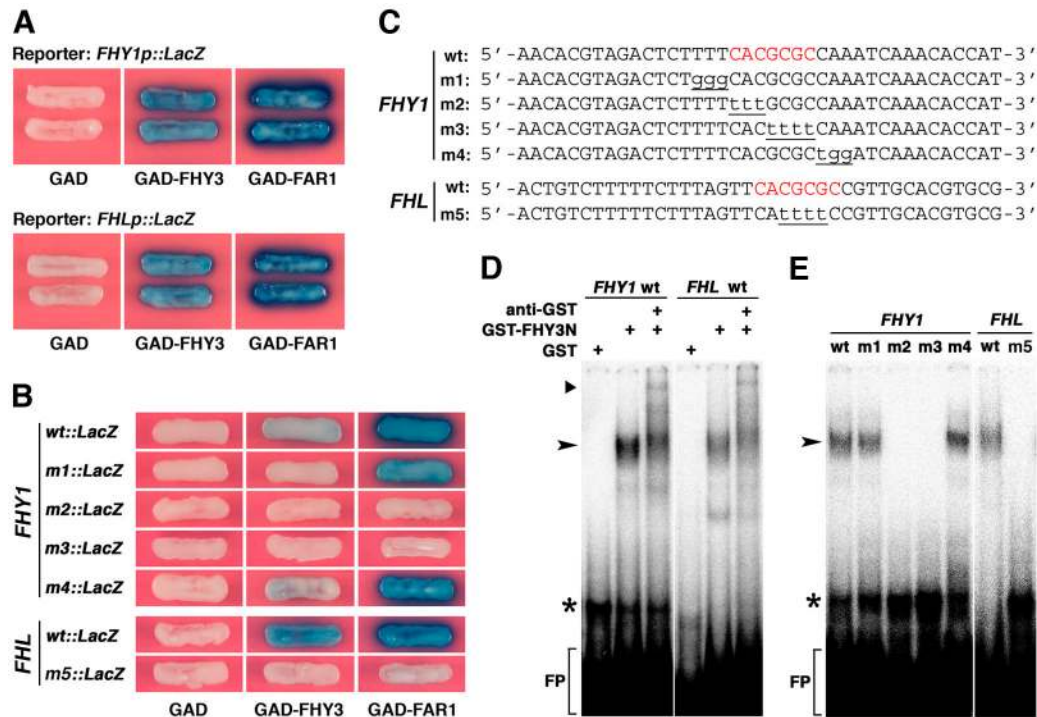 A
Reporter: FHY1p::LacZ
GAD GAD-FHY3 GAD-FAR1
Reporter: FHLp::LacZ
GAD GAD-FHY3 GAD-FAR1
B
FHY1
wt::LacZ
m1::LacZ
m2::LacZ
m3::LacZ
m4::LacZ
FHL
wt::LacZ
m5::LacZ
GAD GAD-FHY3 GAD-FAR1
C
FHY1
wt: 5′-AACACGTAGACTCTTTTCACGCGCCAAATCAAACACCAT-3′
m1: 5′-AACACGTAGACTCTgggCACGCGCCAAATCAAACACCAT-3′
m2: 5′-AACACGTAGACTCTTTTtttGCGCCAAATCAAACACCAT-3′
m3: 5′-AACACGTAGACTCTTTTCACttttCAAATCAAACACCAT-3′
m4: 5′-AACACGTAGACTCTTTTCACGCGCtggATCAAACACCAT-3′
FHL
wt: 5′-ACTGTCTTTTTCTTTAGTTCACGCGCCGTTGCACGTGCG-3′
m5: 5′-ACTGTCTTTTTCTTTAGTTCAttttCCGTTGCACGTGCG-3′
D
FHY1 wt FHL wt
anti-GST + +
GST-FHY3N + + + +
GST + +
*
FP
E
FHY1 FHL
wt m1 m2 m3 m4 wt m5
*
FP